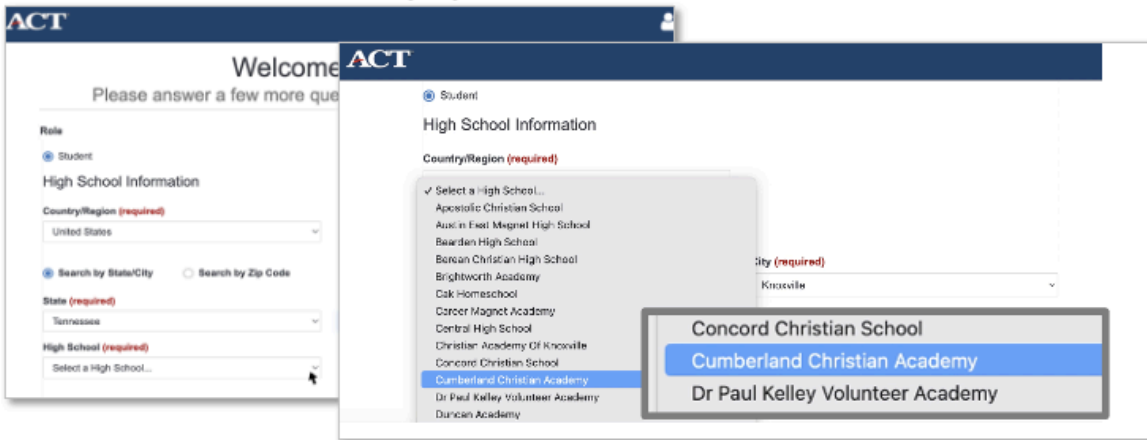 ACT
Welcome
Please answer a few more que
Role
Student
High School Information
Country/Region (required)
United States
Search by State/City Search by Zip Code
State (required)
Tennessee
High School (required)
Select a High School...
ACT
Student
High School Information
Country/Region (required)
✓ Select a High School...
Apostolic Christian School
Austin East Magnet High School
Bearden High School
Berean Christian High School
Brightworth Academy
Cak Homeschool
Career Magnet Academy
Central High School
Christian Academy Of Knoxville
Concord Christian School
Cumberland Christian Academy
Dr Paul Kelley Volunteer Academy
Duncan Academy
City (required)
Knoxville
Concord Christian School
Cumberland Christian Academy
Dr Paul Kelley Volunteer Academy